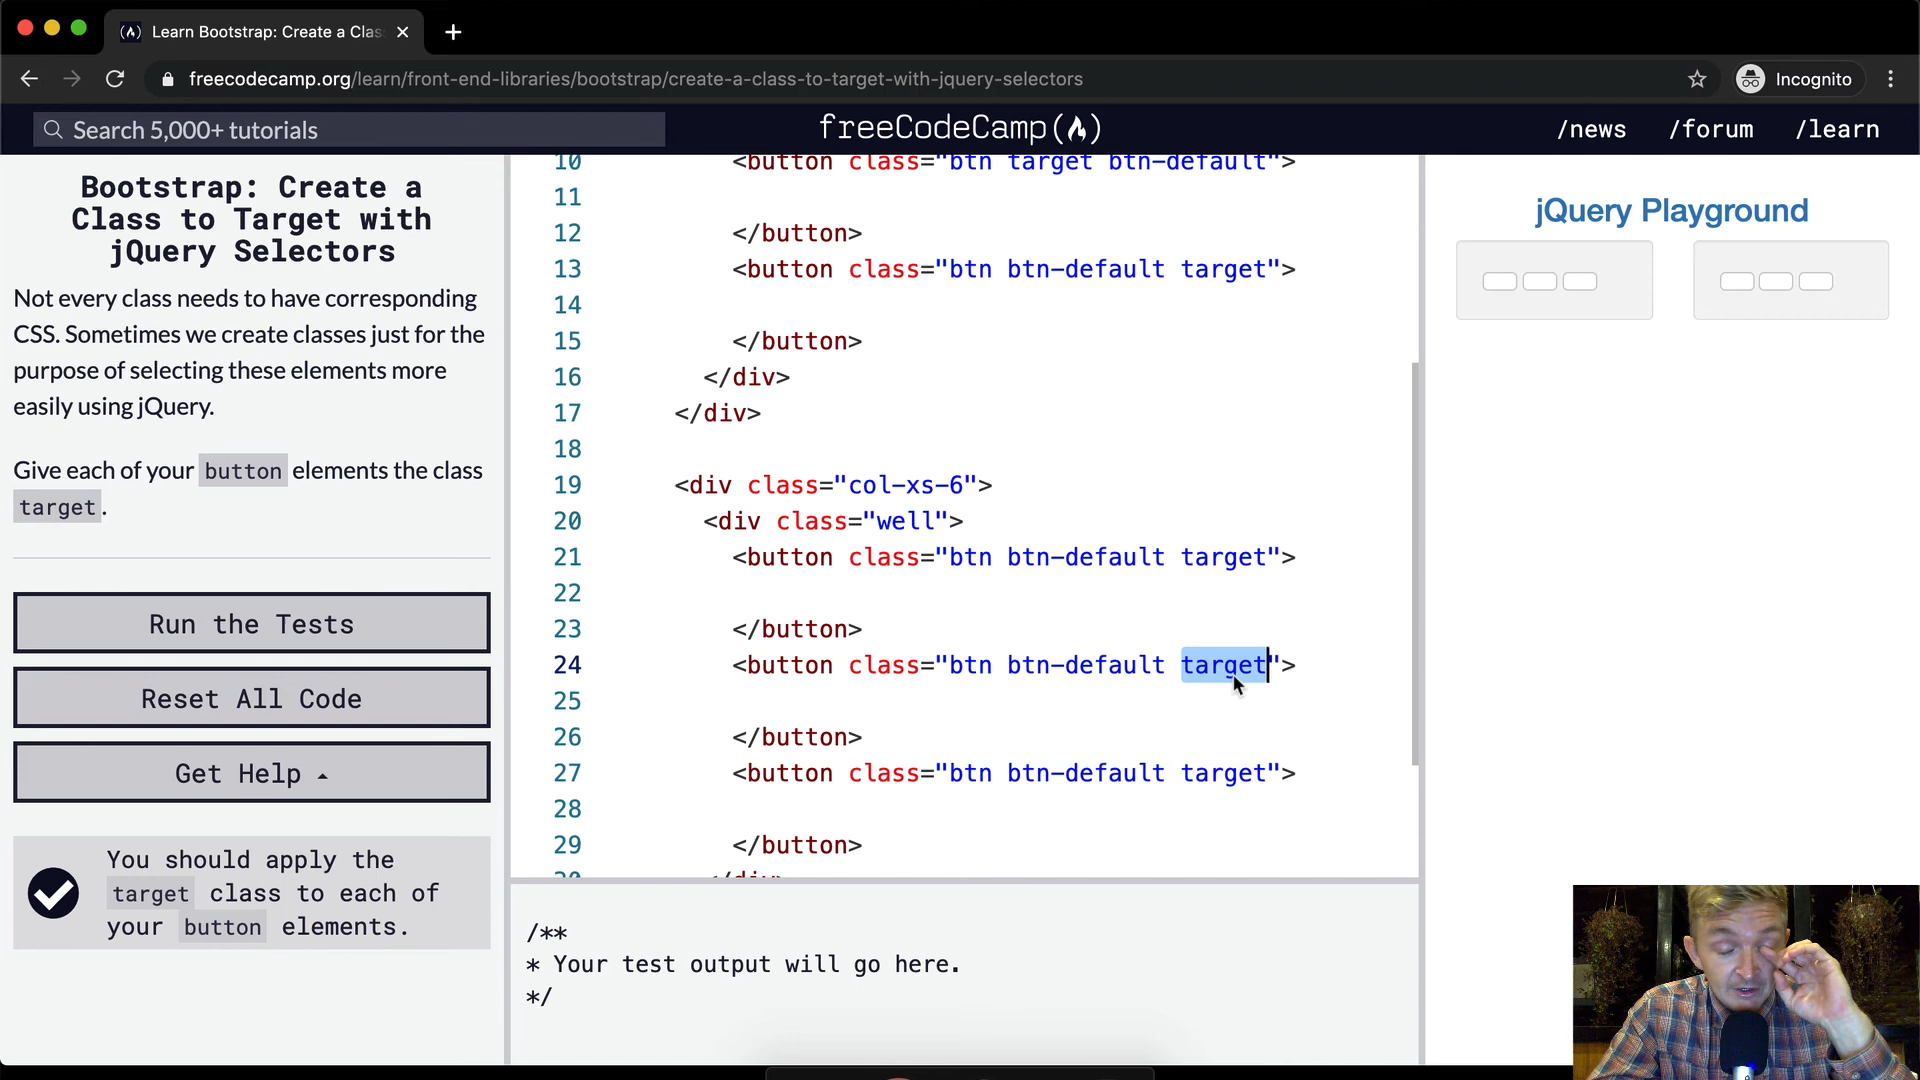 Learn Bootstrap: Create a Clas
freecodecamp.org/learn/front-end-libraries/bootstrap/create-a-class-to-target-with-jquery-selectors
Incognito
Search 5,000+ tutorials
freeCodeCamp(🔥)
/news
/forum
/learn
Bootstrap: Create a
Class to Target with
jQuery Selectors
Not every class needs to have corresponding
CSS. Sometimes we create classes just for the
purpose of selecting these elements more
easily using jQuery.
Give each of your button elements the class
target.
Run the Tests
Reset All Code
Get Help
You should apply the
target class to each of
your button elements.
10 <button class="btn target btn-default">
11
12 </button>
13 <button class="btn btn-default target">
14
15 </button>
16 </div>
17 </div>
18
19 <div class="col-xs-6">
20 <div class="well">
21 <button class="btn btn-default target">
22
23 </button>
24 <button class="btn btn-default target">
25
26 </button>
27 <button class="btn btn-default target">
28
29 </button>
30 </div>
/**
* Your test output will go here.
*/
jQuery Playground